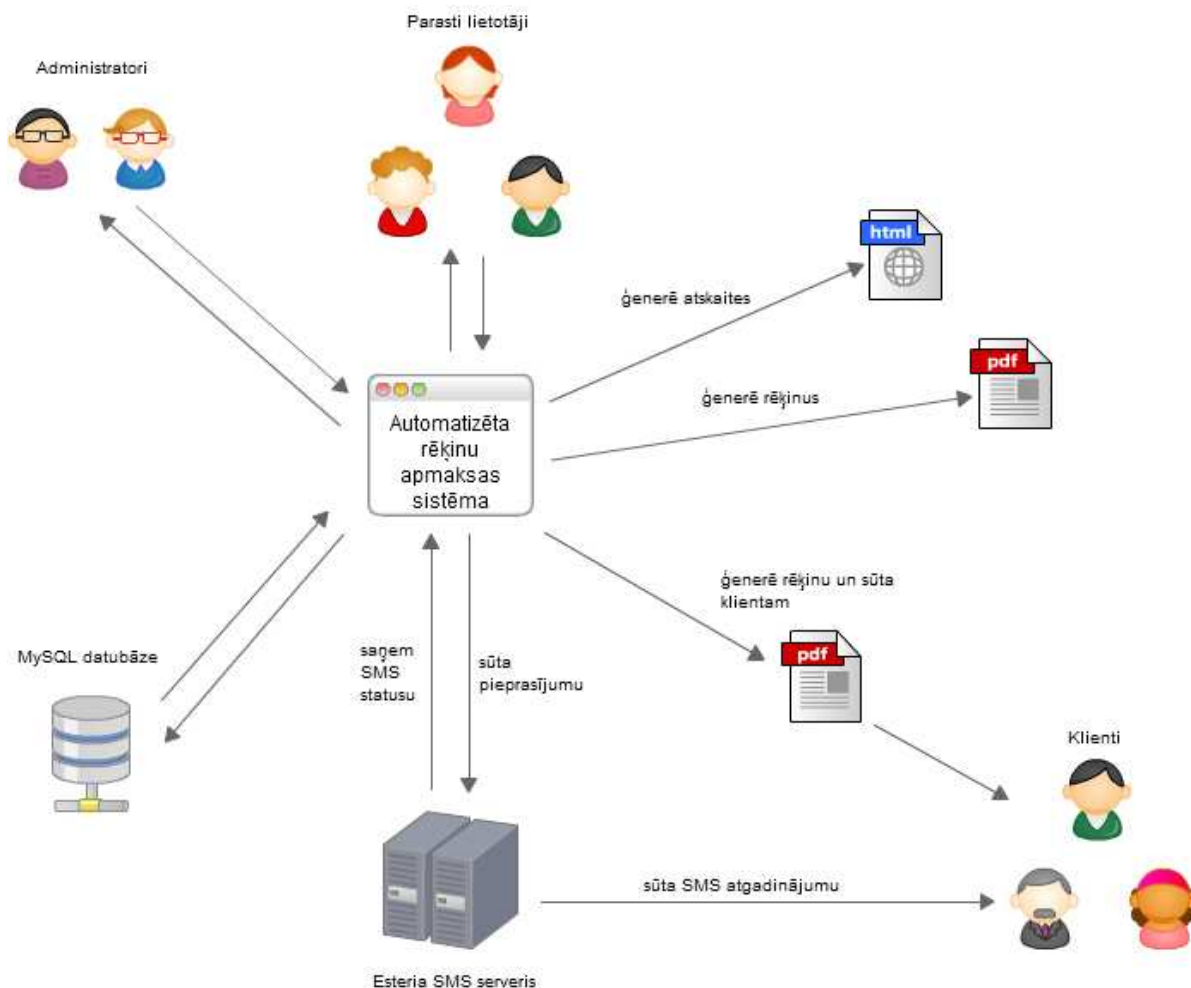 Parasti lietotāji
Administratori
html
ģenerē atskaites
pdf
ģenerē rēķinus
Automatizēta
rēķinu
apmaksas
sistēma
ģenerē rēķinu un sūta
klientam
pdf
MySQL datubāze
saņem
SMS
statusu
sūta
pieprasījumu
Klienti
sūta SMS atgadinājumu
Esteria SMS serveris